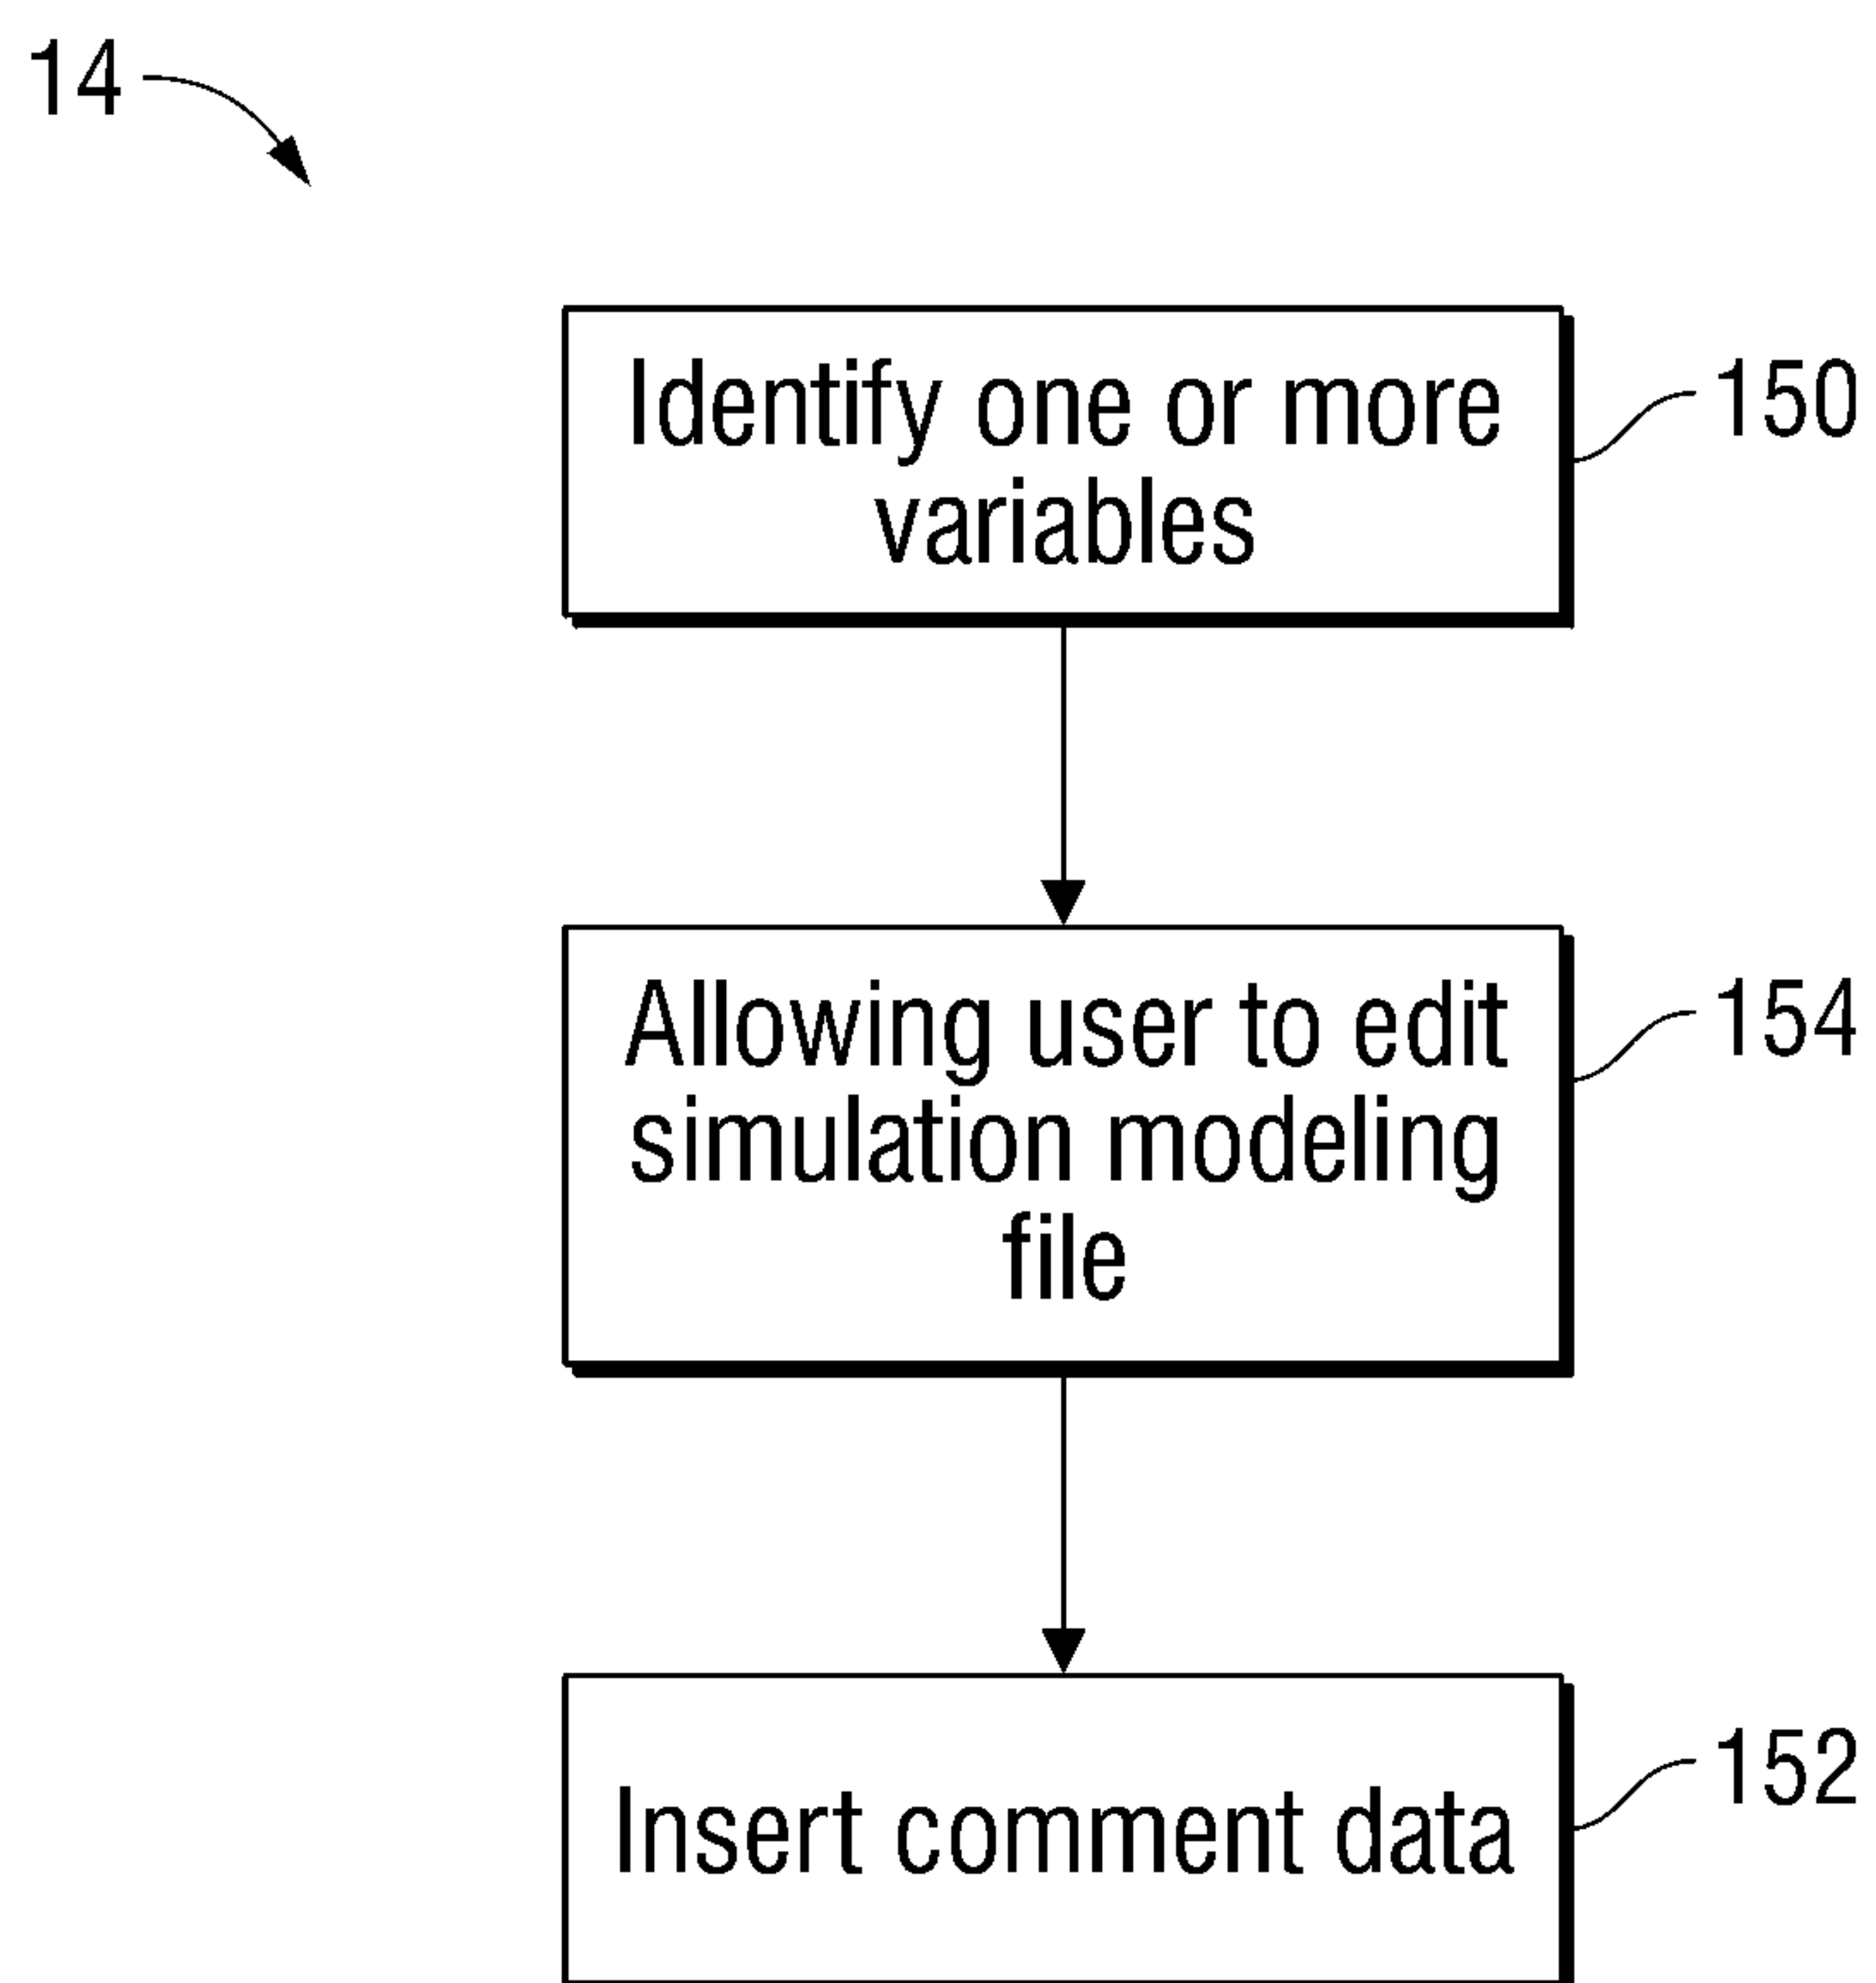 14
Identify one or more
variables
150
Allowing user to edit
simulation modeling
file
154
Insert comment data
152